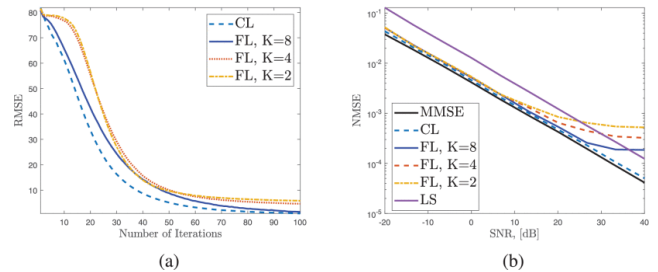 80
70
60
50
40
30
20
10
RMSE
10 20 30 40 50 60 70 80 90 100
Number of Iterations
CL
FL, K=8
FL, K=4
FL, K=2
(a)
10⁻¹
10⁻²
10⁻³
10⁻⁴
10⁻⁵
NMSE
-20 -10 0 10 20 30 40
SNR, [dB]
MMSE
CL
FL, K=8
FL, K=4
FL, K=2
LS
(b)